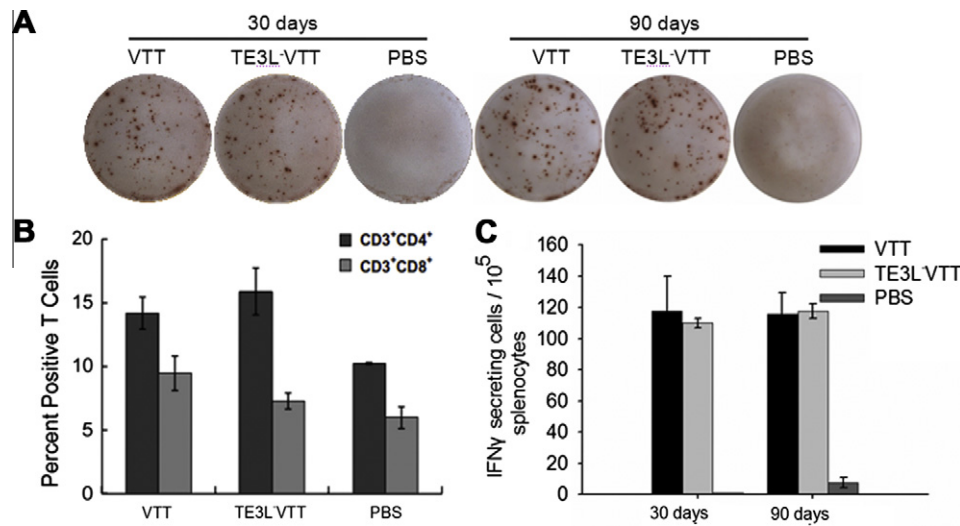 A
30 days
90 days
VTT
TE3L⁻VTT
PBS
VTT
TE3L⁻VTT
PBS
B
Percent Positive T Cells
20
15
10
5
0
CD3⁺CD4⁺
CD3⁺CD8⁺
VTT
TE3L⁻VTT
PBS
C
IFNγ secreting cells / 10⁵
splenocytes
160
140
120
100
80
60
40
20
0
VTT
TE3L⁻VTT
PBS
30 days
90 days